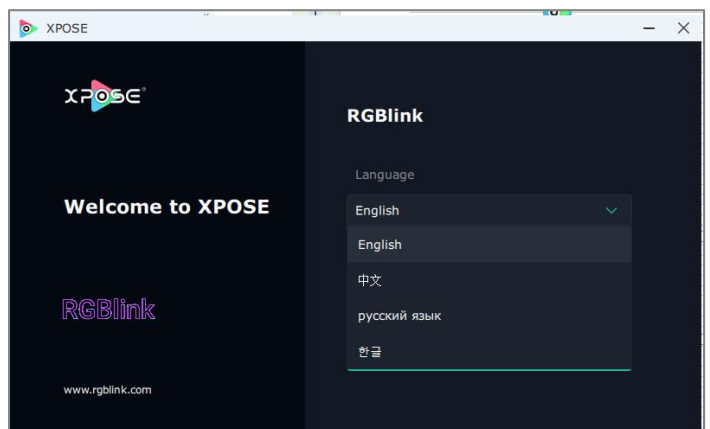 XPOSE
XPOSE®
Welcome to XPOSE
RGBlink
www.rgblink.com
RGBlink
Language
English
English
中文
русский язык
한글